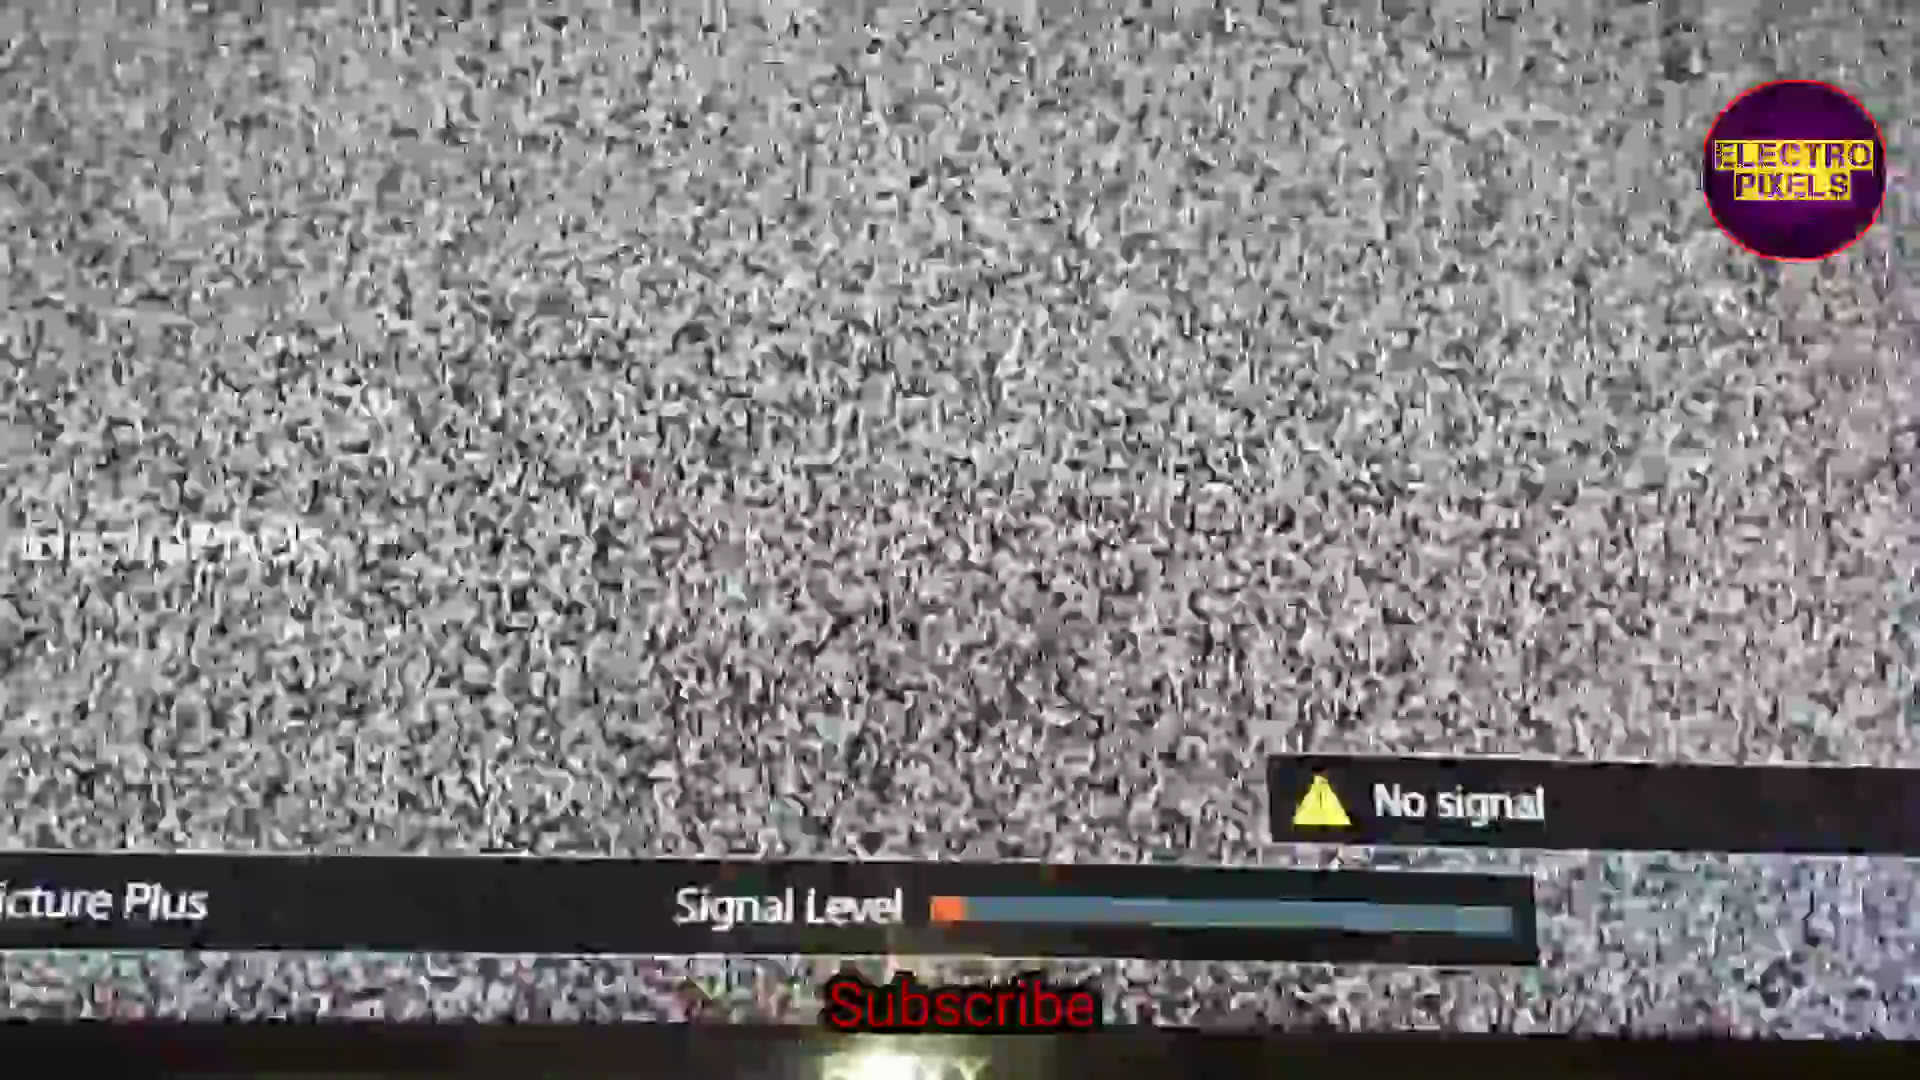 ELECTRO
PIXELS
No signal
icture Plus
Signal Level
Subscribe